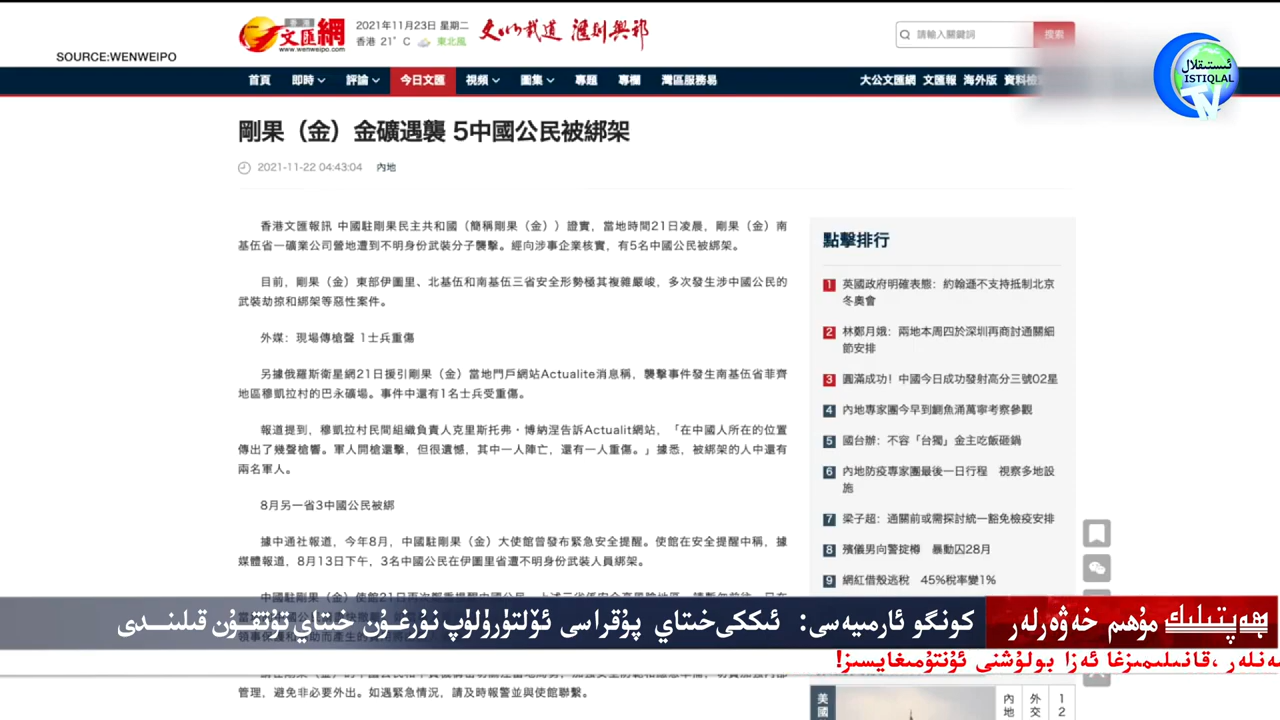 SOURCE:WENWEIPO
香港
文匯網
www.wenweipo.com
2021年11月23日 星期二
香港 21°C 東北風
文以載道 匯則興邦
請輸入關鍵詞
搜索
ئىستىقلال
ISTIQLAL
TV
首頁 即時 評論 今日文匯 視頻 圖集 專題 專欄 灣區服務易 大公文匯網 文匯報 海外版
剛果（金）金礦遇襲 5中國公民被綁架
2021-11-22 04:43:04 內地
香港文匯報訊 中國駐剛果民主共和國（簡稱剛果（金））證實，當地時間21日凌晨，剛果（金）南
基伍省一礦業公司營地遭到不明身份武裝分子襲擊。經向涉事企業核實，有5名中國公民被綁架。
目前，剛果（金）東部伊圖里、北基伍和南基伍三省安全形勢極其複雜嚴峻，多次發生涉中國公民的
武裝劫掠和綁架等惡性案件。
外媒：現場傳槍聲 1士兵重傷
另據俄羅斯衛星網21日援引剛果（金）當地門戶網站Actualite消息稱，襲擊事件發生南基伍省菲齊
地區穆凱拉村的巴永礦場。事件中還有1名士兵受重傷。
報道提到，穆凱拉村民間組織負責人克里斯托弗·博納涅告訴Actualit網站，「在中國人所在的位置
傳出了幾聲槍響。軍人開槍還擊，但很遺憾，其中一人陣亡，還有一人重傷。」據悉，被綁架的人中還有
兩名軍人。
8月另一省3中國公民被綁
據中通社報道，今年8月，中國駐剛果（金）大使館曾發布緊急安全提醒。使館在安全提醒中稱，據
媒體報道，8月13日下午，3名中國公民在伊圖里省遭不明身份武裝人員綁架。
管理，避免非必要外出。如遇緊急情況，請及時報警並與使館聯繫。
點擊排行
1 英國政府明確表態：約翰遜不支持抵制北京
冬奧會
2 林鄭月娥：兩地本周四於深圳再商討通關細
節安排
3 圓滿成功！中國今日成功發射高分三號02星
4 內地專家團今早到鰂魚涌萬寧考察參觀
5 國台辦：不容「台獨」金主吃飯砸鍋
6 內地防疫專家團最後一日行程 視察多地設
施
7 梁子超：通關前或需探討統一豁免檢疫安排
8 殯儀男向警掟樽 暴動囚28月
9 網紅借殼逃稅 45%稅率變1%
ھەپتىلىك مۇھىم خەۋەرلەر
كونگو ئارمىيەسى: ئىككى خىتاي پۇقراسى ئۆلتۈرۈلۈپ نۇرغۇن خىتاي تۇتقۇن قىلىندى
ەنلەر ،قانىلىمىزغا ئەزا بولۇشنى ئۇنتۇمىغايسىز!
美國
內地
外交
12